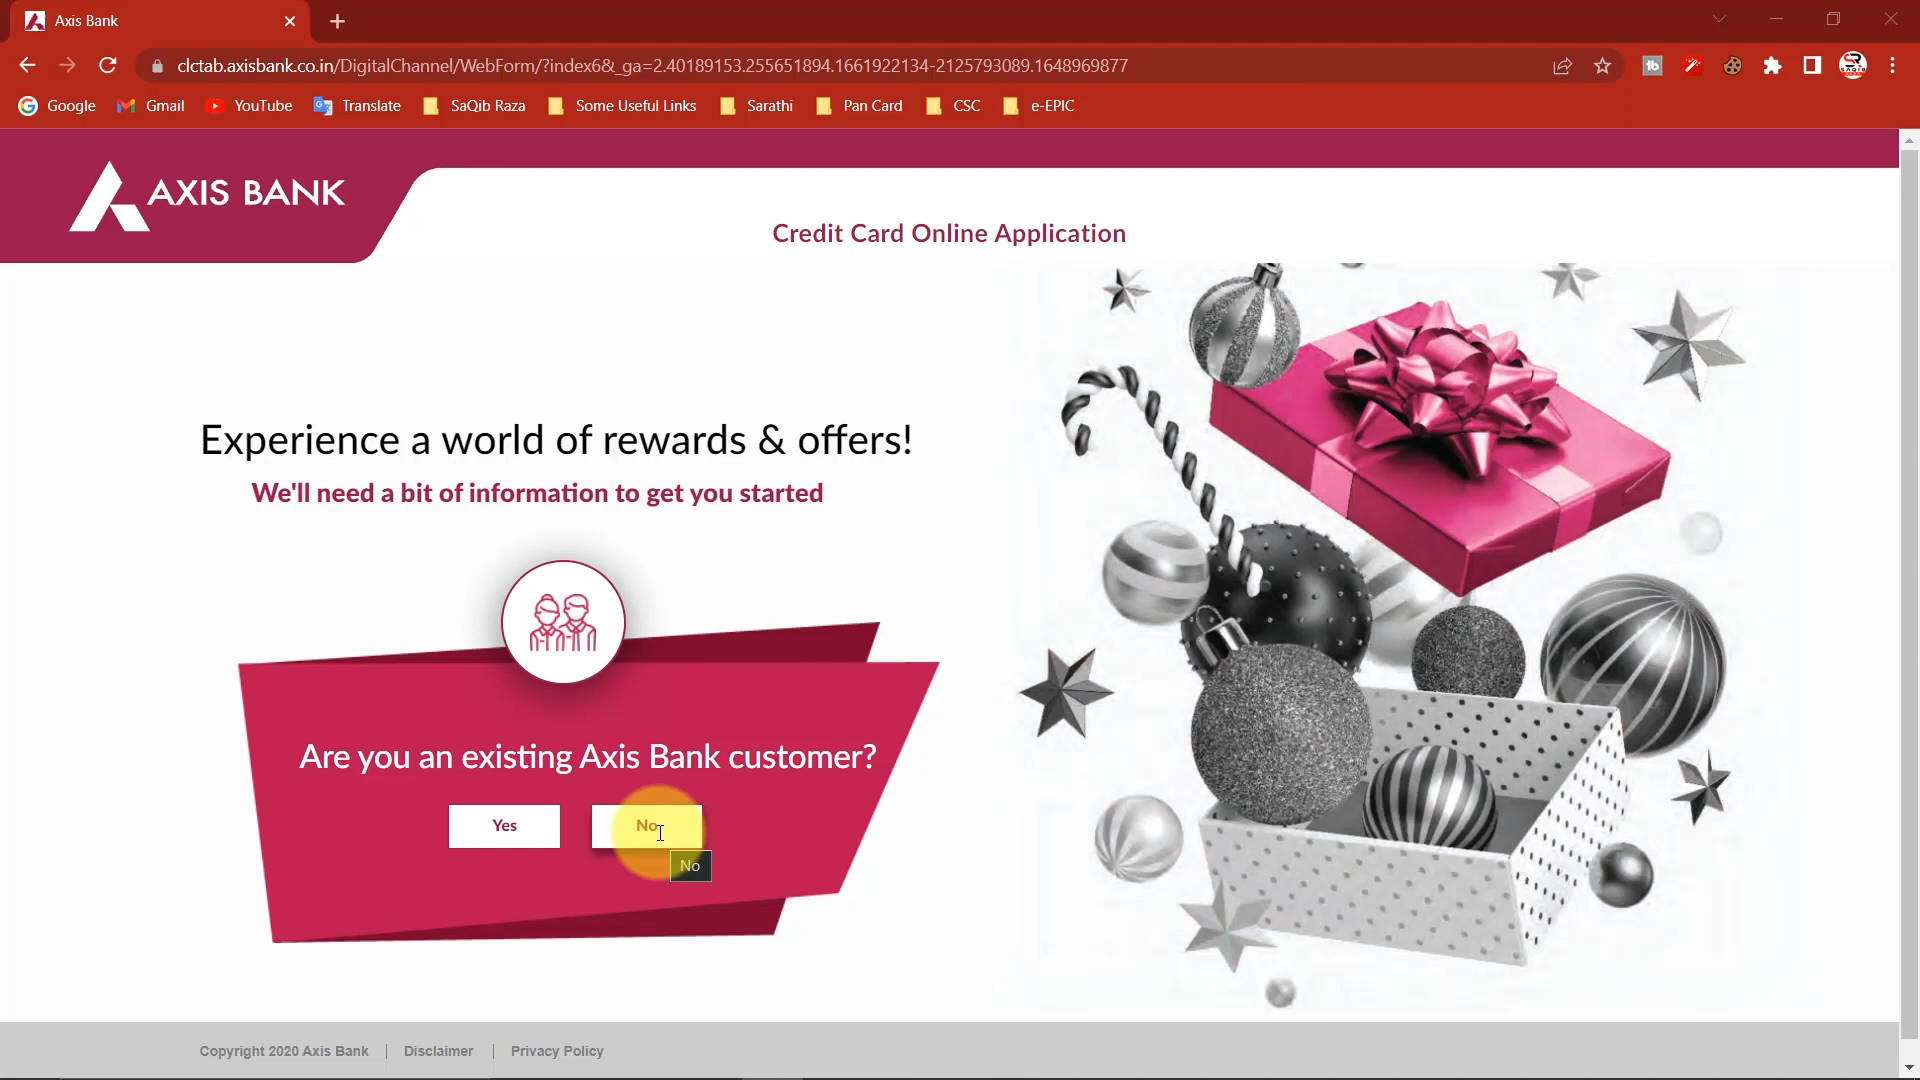 Axis Bank
clctab.axisbank.co.in/DigitalChannel/WebForm/?index6&_ga=2.40189153.255651894.1661922134-2125793089.1648969877
Google Gmail YouTube Translate SaQib Raza Some Useful Links Sarathi Pan Card CSC e-EPIC
AXIS BANK
Credit Card Online Application
Experience a world of rewards & offers!
We'll need a bit of information to get you started
Are you an existing Axis Bank customer?
Yes No
No
Copyright 2020 Axis Bank | Disclaimer | Privacy Policy